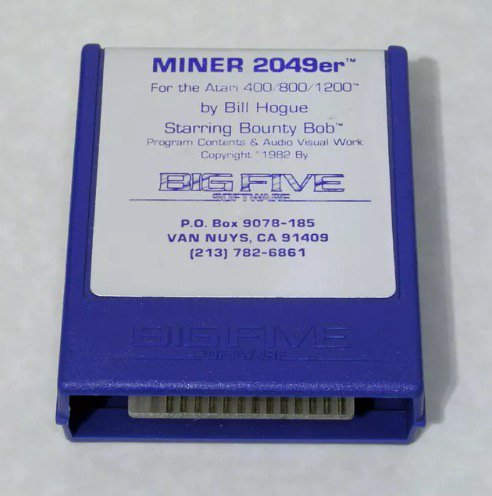 MINER 2049er™
For the Atari 400/800/1200™
by Bill Hogue
Starring Bounty Bob™
Program Contents & Audio Visual Work
Copyright 1982 By
BIG FIVE
SOFTWARE
P.O. Box 9078-185
VAN NUYS, CA 91409
(213) 782-6861
BIG FIVE
SOFTWARE